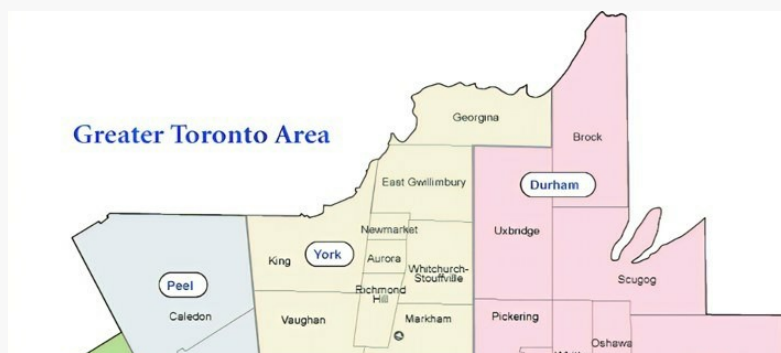 Georgina
Greater Toronto Area
Brock
East Gwillimbury
Durham
Newmarket
Uxbridge
King
York
Aurora
Whitchurch-
Stouffville
Peel
Richmond
Hill
Scugog
Caledon
Vaughan
Markham
Pickering
Oshawa